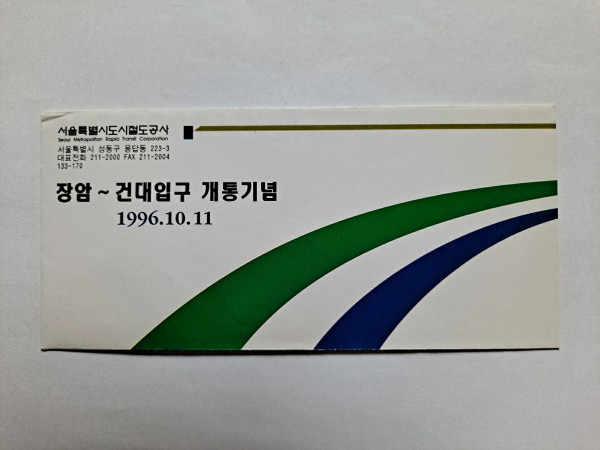 서울특별시도시철도공사
Seoul Metropolitan Rapid Transit Corporation
서울특별시 성동구 용답동 223-3
대표전화 211-2000 FAX 211-2004
133-170
장암 ~ 건대입구 개통기념
1996.10.11